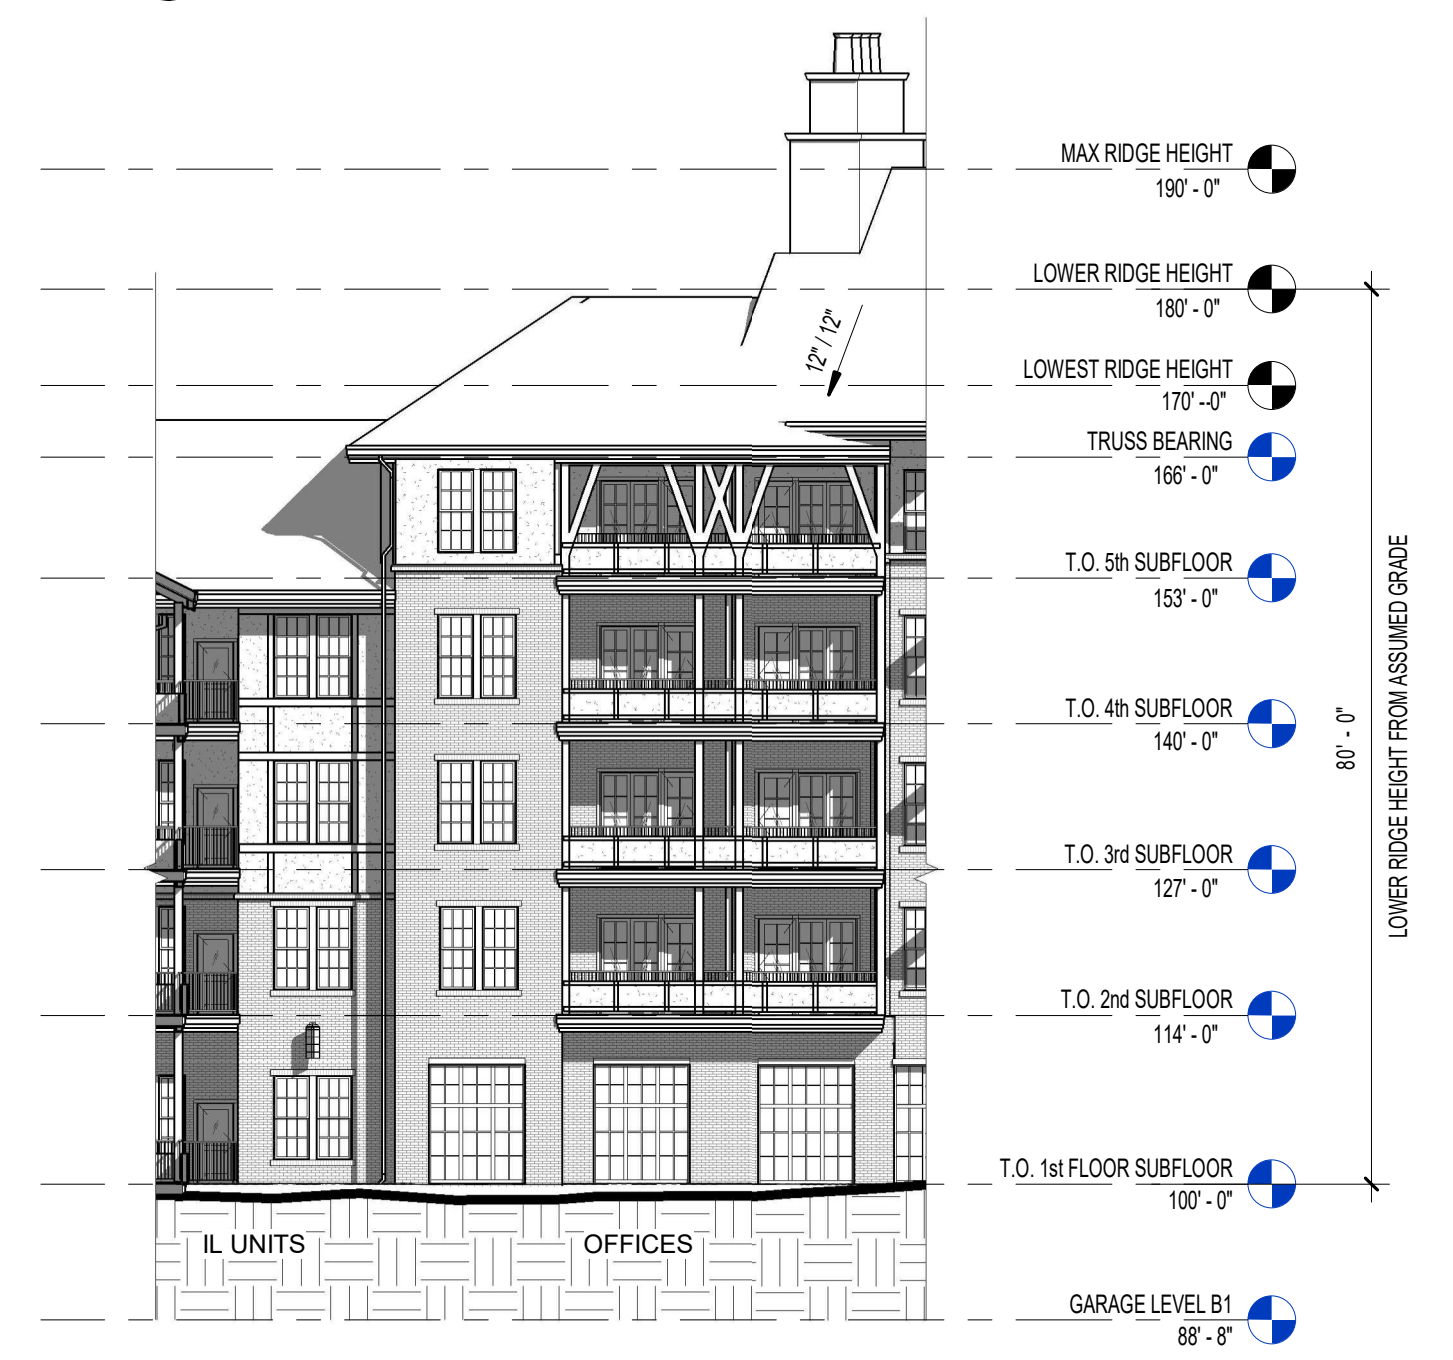 MAX RIDGE HEIGHT
190' - 0"
LOWER RIDGE HEIGHT
180' - 0"
12" / 12"
LOWEST RIDGE HEIGHT
170' --0"
TRUSS BEARING
166' - 0"
T.O. 5th SUBFLOOR
153' - 0"
T.O. 4th SUBFLOOR
140' - 0"
80' - 0"
LOWER RIDGE HEIGHT FROM ASSUMED GRADE
T.O. 3rd SUBFLOOR
127' - 0"
T.O. 2nd SUBFLOOR
114' - 0"
T.O. 1st FLOOR SUBFLOOR
100' - 0"
IL UNITS
OFFICES
GARAGE LEVEL B1
88' - 8"